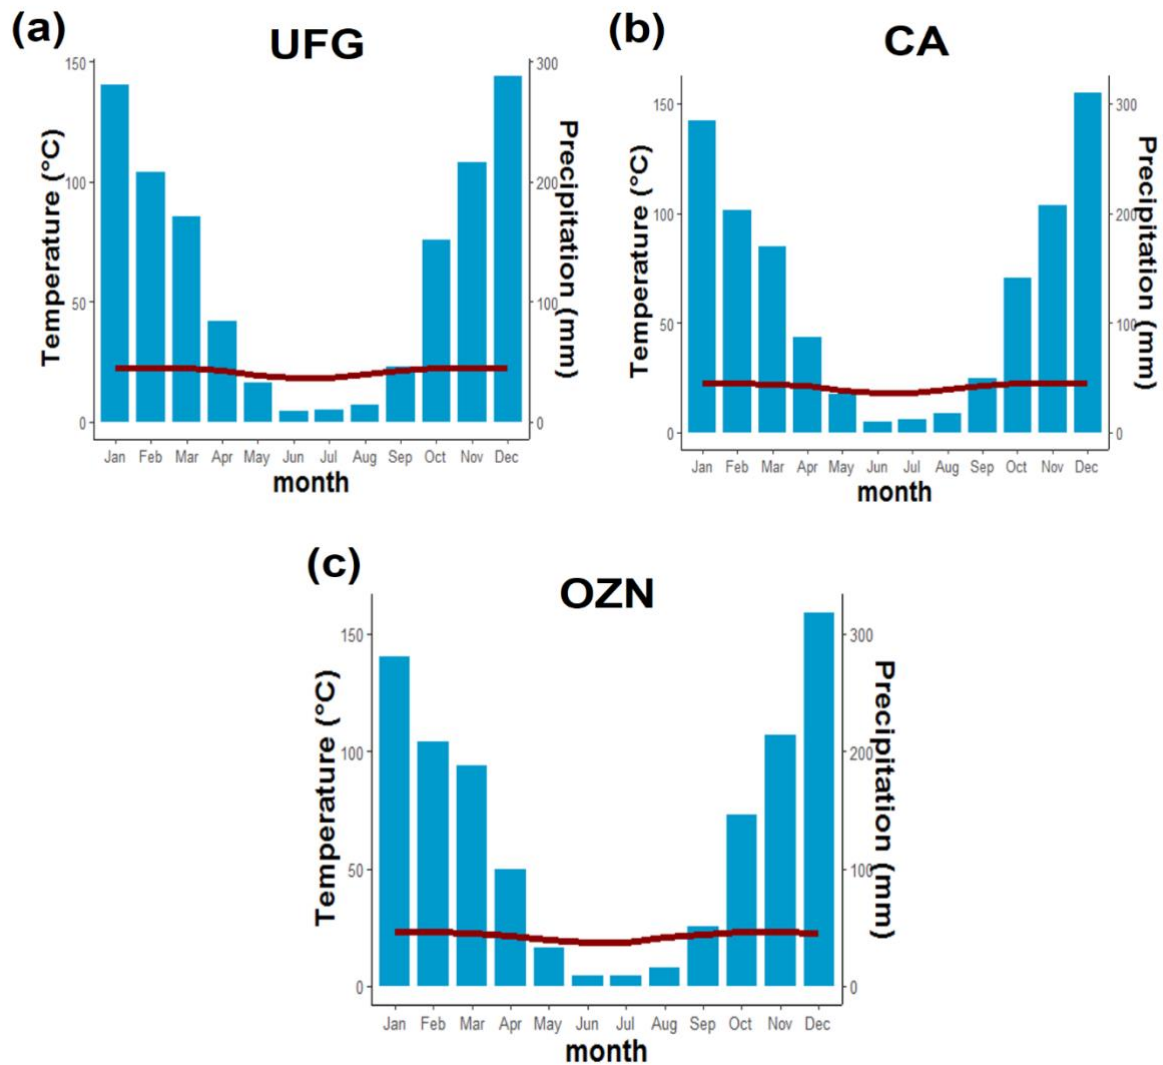 (a)
UFG
Temperature (°C)
150
100
50
0
300
200
100
0
Precipitation (mm)
Jan Feb Mar Apr May Jun Jul Aug Sep Oct Nov Dec
month
(b)
CA
Temperature (°C)
150
100
50
0
300
200
100
0
Precipitation (mm)
Jan Feb Mar Apr May Jun Jul Aug Sep Oct Nov Dec
month
(c)
OZN
Temperature (°C)
150
100
50
0
300
200
100
0
Precipitation (mm)
Jan Feb Mar Apr May Jun Jul Aug Sep Oct Nov Dec
month